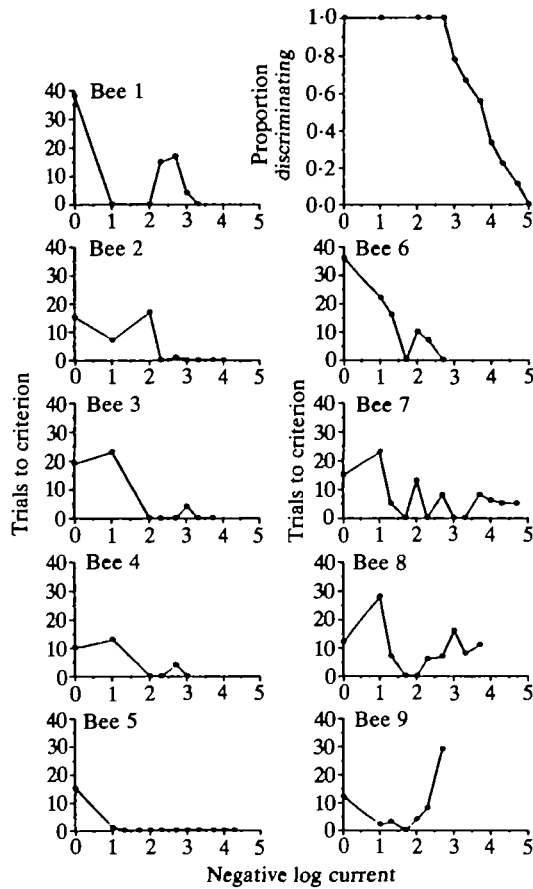 Bee 1
40
30
20
10
0
0 1 2 3 4 5
Proportion
discriminating
1·0
0·8
0·6
0·4
0·2
0·0
0 1 2 3 4 5
Bee 2
40
30
20
10
0
0 1 2 3 4 5
Bee 6
40
30
20
10
0
0 1 2 3 4 5
Trials to criterion
Bee 3
40
30
20
10
0
0 1 2 3 4 5
Trials to criterion
Bee 7
40
30
20
10
0
0 1 2 3 4 5
Bee 4
40
30
20
10
0
0 1 2 3 4 5
Bee 8
40
30
20
10
0
0 1 2 3 4 5
Bee 5
40
30
20
10
0
0 1 2 3 4 5
Bee 9
40
30
20
10
0
0 1 2 3 4 5
Negative log current